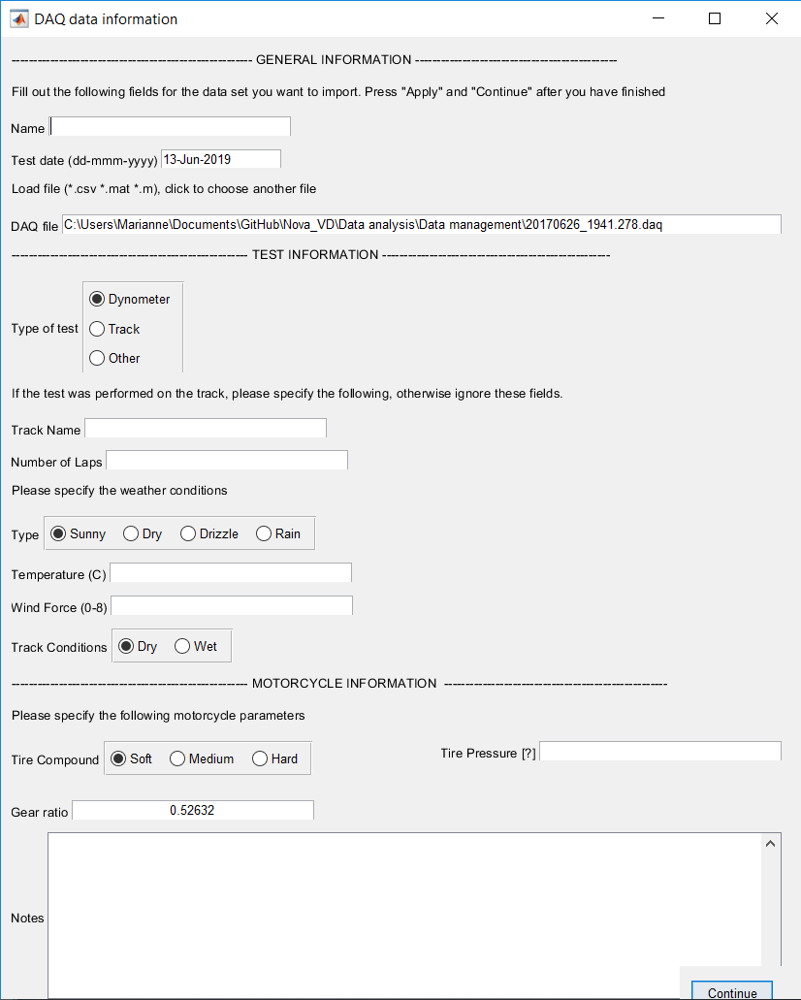 DAQ data information
------------------------------------------------------- GENERAL INFORMATION ----------------------------------------------
Fill out the following fields for the data set you want to import. Press "Apply" and "Continue" after you have finished
Name
Test date (dd-mmm-yyyy) 13-Jun-2019
Load file (*.csv *.mat *.m), click to choose another file
DAQ file C:\Users\Marianne\Documents\GitHub\Nova_VD\Data analysis\Data management\20170626_1941.278.daq
------------------------------------------------------ TEST INFORMATION ----------------------------------------------------
Dynometer
Type of test Track
Other
If the test was performed on the track, please specify the following, otherwise ignore these fields.
Track Name
Number of Laps
Please specify the weather conditions
Type Sunny Dry Drizzle Rain
Temperature (C)
Wind Force (0-8)
Track Conditions Dry Wet
------------------------------------------------------ MOTORCYCLE INFORMATION ---------------------------------------------------
Please specify the following motorcycle parameters
Tire Compound Soft Medium Hard Tire Pressure [?]
Gear ratio 0.52632
Notes
Continue